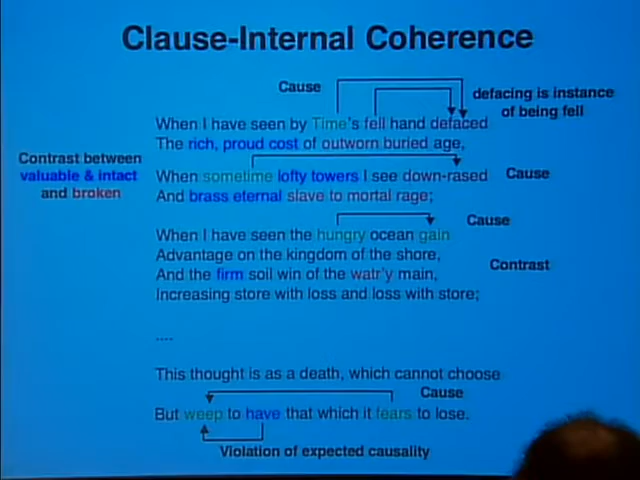 Clause-Internal Coherence
Cause
defacing is instance
of being fell
When I have seen by Time's fell hand defaced
The rich, proud cost of outworn buried age,
Contrast between
valuable & intact
and broken
When sometime lofty towers I see down-rased
Cause
And brass eternal slave to mortal rage;
Cause
When I have seen the hungry ocean gain
Advantage on the kingdom of the shore,
Contrast
And the firm soil win of the watr'y main,
Increasing store with loss and loss with store;
....
This thought is as a death, which cannot choose
Cause
But weep to have that which it fears to lose.
Violation of expected causality